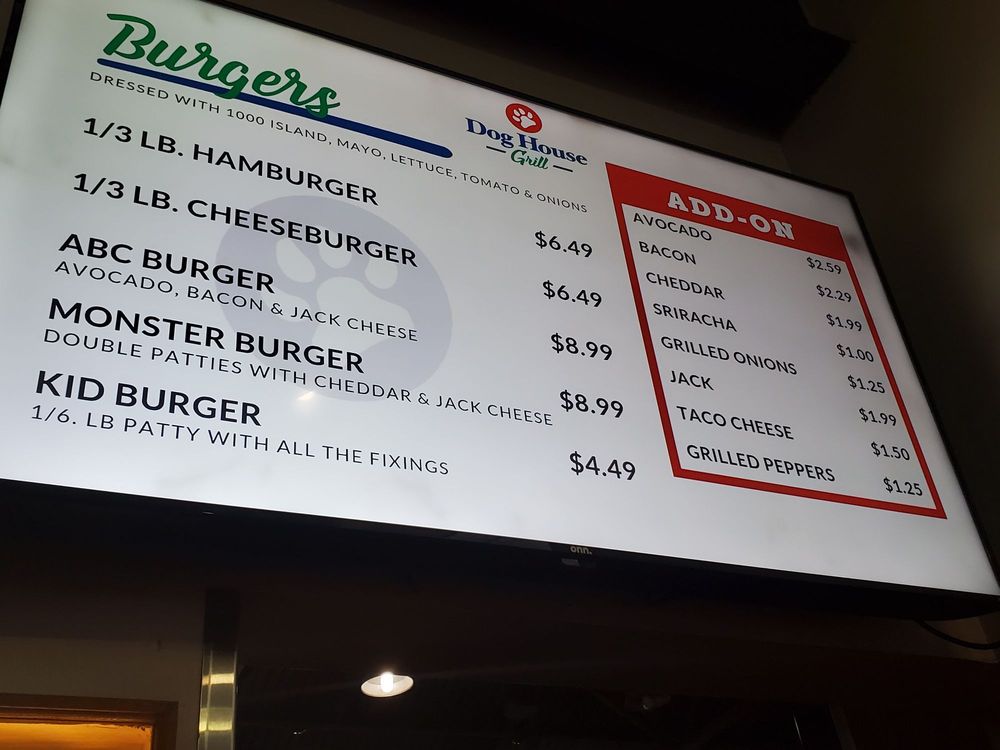 Burgers
DRESSED WITH 1000 ISLAND, MAYO, LETTUCE, TOMATO & ONIONS
Dog House
Grill
1/3 LB. HAMBURGER $6.49
1/3 LB. CHEESEBURGER $6.49
ABC BURGER $8.99
AVOCADO, BACON & JACK CHEESE
MONSTER BURGER $8.99
DOUBLE PATTIES WITH CHEDDAR & JACK CHEESE
KID BURGER $4.49
1/6. LB PATTY WITH ALL THE FIXINGS
ADD-ON
AVOCADO $2.59
BACON $2.29
CHEDDAR $1.99
SRIRACHA $1.00
GRILLED ONIONS $1.25
JACK $1.99
TACO CHEESE $1.50
GRILLED PEPPERS $1.25
onn.